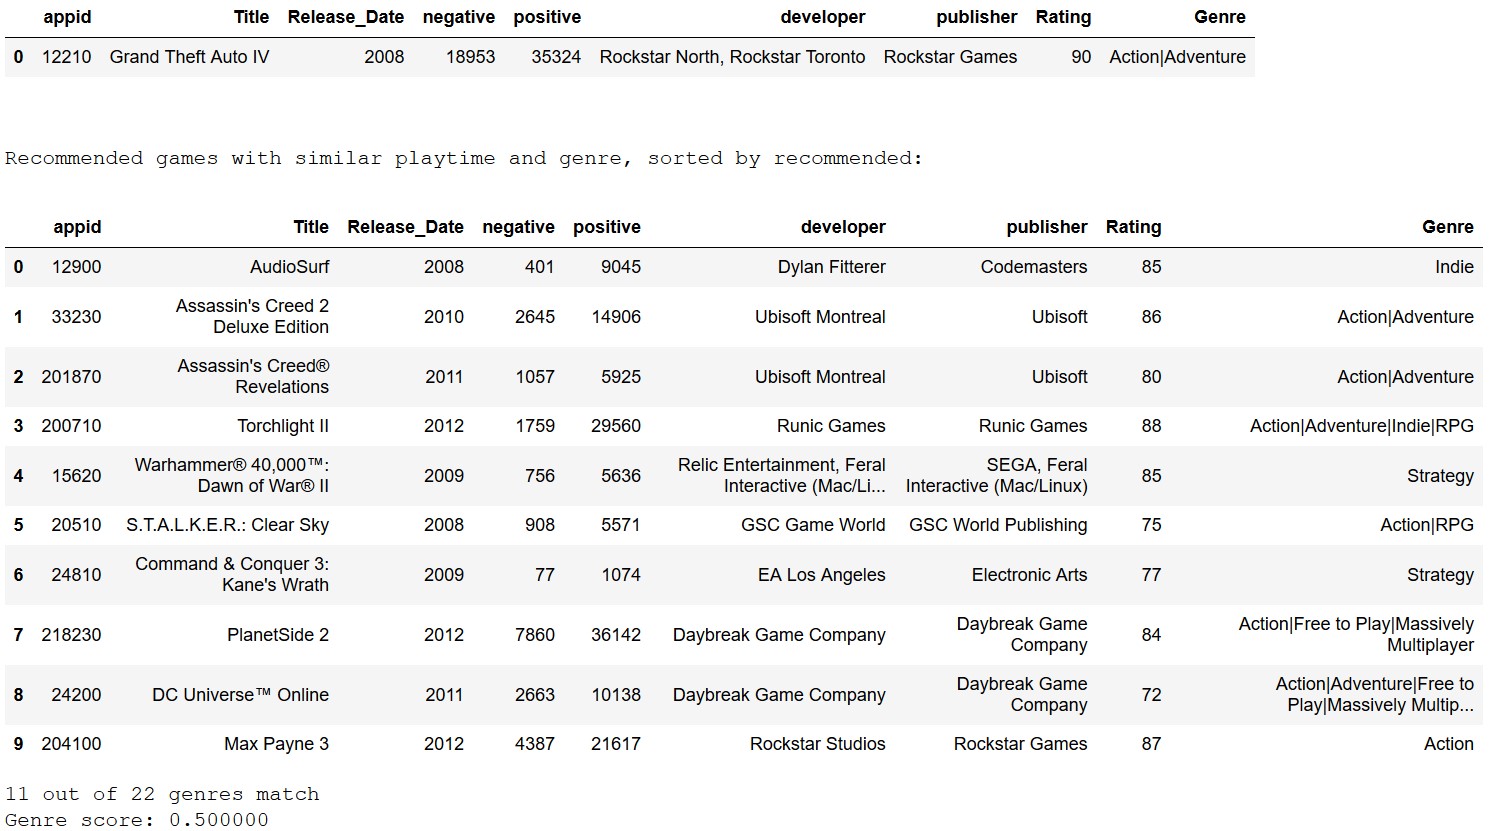 appid Title Release_Date negative positive developer publisher Rating Genre
0 12210 Grand Theft Auto IV 2008 18953 35324 Rockstar North, Rockstar Toronto Rockstar Games 90 Action|Adventure
Recommended games with similar playtime and genre, sorted by recommended:
appid Title Release_Date negative positive developer publisher Rating Genre
0 12900 AudioSurf 2008 401 9045 Dylan Fitterer Codemasters 85 Indie
Assassin's Creed 2
1 33230 2010 2645 14906 Ubisoft Montreal Ubisoft 86 Action|Adventure
Deluxe Edition
Assassin's Creed®
2 201870 2011 1057 5925 Ubisoft Montreal Ubisoft 80 Action|Adventure
Revelations
3 200710 Torchlight II 2012 1759 29560 Runic Games Runic Games 88 Action|Adventure|Indie|RPG
Warhammer® 40,000™: Relic Entertainment, Feral SEGA, Feral
4 15620 2009 756 5636 85 Strategy
Dawn of War® II Interactive (Mac/Li... Interactive (Mac/Linux)
5 20510 S.T.A.L.K.E.R.: Clear Sky 2008 908 5571 GSC Game World GSC World Publishing 75 Action|RPG
Command & Conquer 3:
6 24810 2009 77 1074 EA Los Angeles Electronic Arts 77 Strategy
Kane's Wrath
Daybreak Game Action|Free to Play|Massively
7 218230 PlanetSide 2 2012 7860 36142 Daybreak Game Company 84
Company Multiplayer
Daybreak Game Action|Adventure|Free to
8 24200 DC Universe™ Online 2011 2663 10138 Daybreak Game Company 72
Company Play|Massively Multip...
9 204100 Max Payne 3 2012 4387 21617 Rockstar Studios Rockstar Games 87 Action
11 out of 22 genres match
Genre score: 0.500000